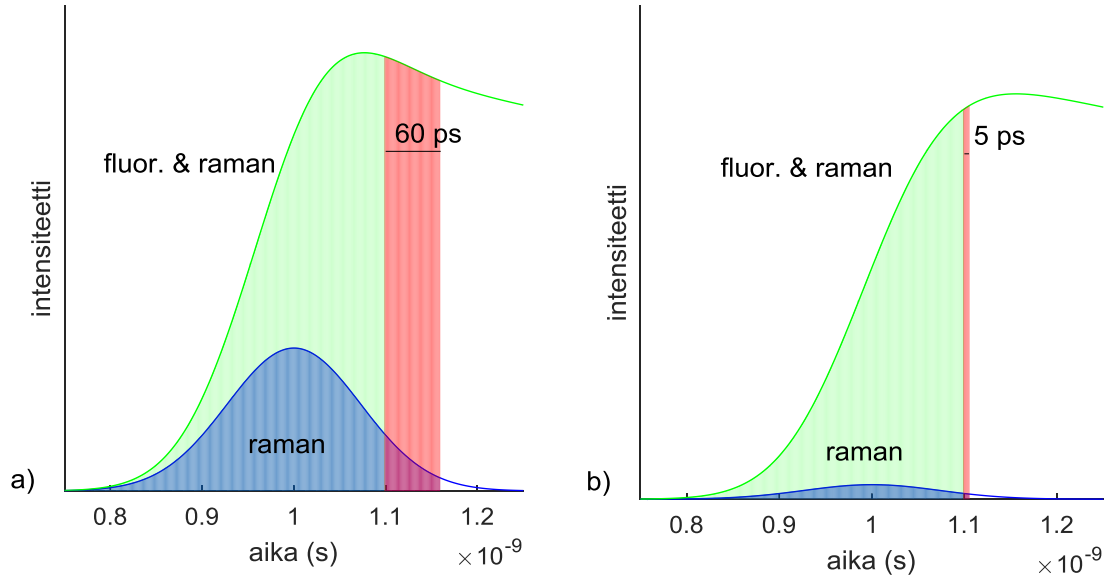 a)
intensiteetti
fluor. & raman
60 ps
raman
0.8 0.9 1 1.1 1.2
aika (s)
×10⁻⁹
b)
intensiteetti
fluor. & raman
5 ps
raman
0.8 0.9 1 1.1 1.2
aika (s)
×10⁻⁹